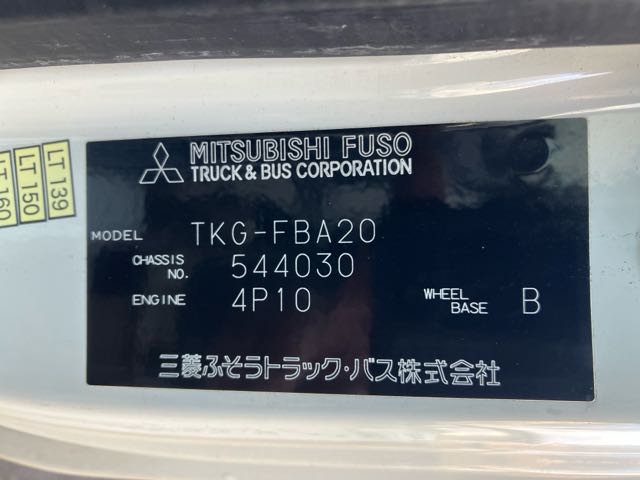 MITSUBISHI FUSO
TRUCK & BUS CORPORATION
LT 139
LT 150
LT 160
MODEL TKG-FBA20
CHASSIS NO. 544030
ENGINE 4P10 WHEEL BASE B
三菱ふそうトラック・バス株式会社